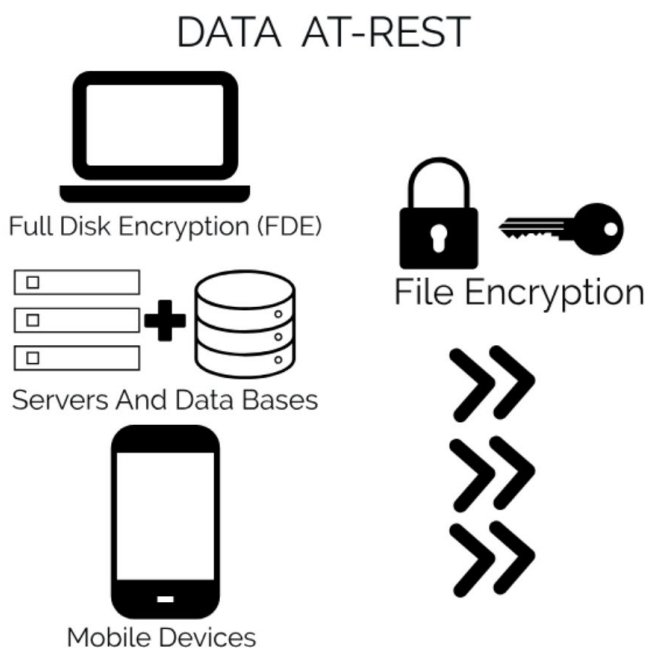 DATA AT-REST
Full Disk Encryption (FDE)
File Encryption
Servers And Data Bases
Mobile Devices